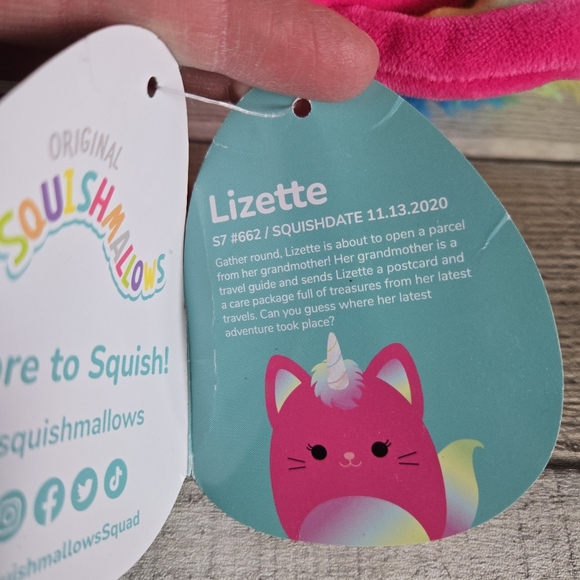 ORIGINAL
SQUISHMALLOWS
to Squish!
squishmallows
Lizette
S7 #662 / SQUISHDATE 11.13.2020
Gather round, Lizette is about to open a parcel
from her grandmother! Her grandmother is a
travel guide and sends Lizette a postcard and
a care package full of treasures from her latest
travels. Can you guess where her latest
adventure took place?